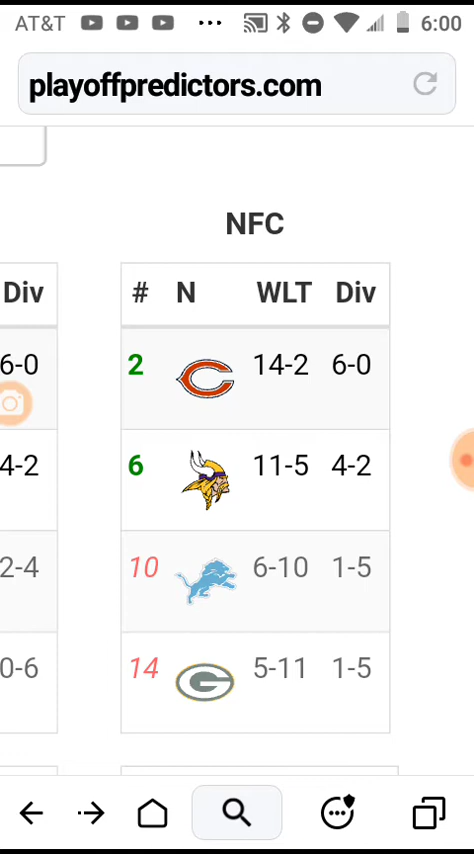 AT&T ... 6:00
playoffpredictors.com
NFC
Div # N WLT Div
6-0 2 14-2 6-0
4-2 6 11-5 4-2
2-4 10 6-10 1-5
0-6 14 G 5-11 1-5